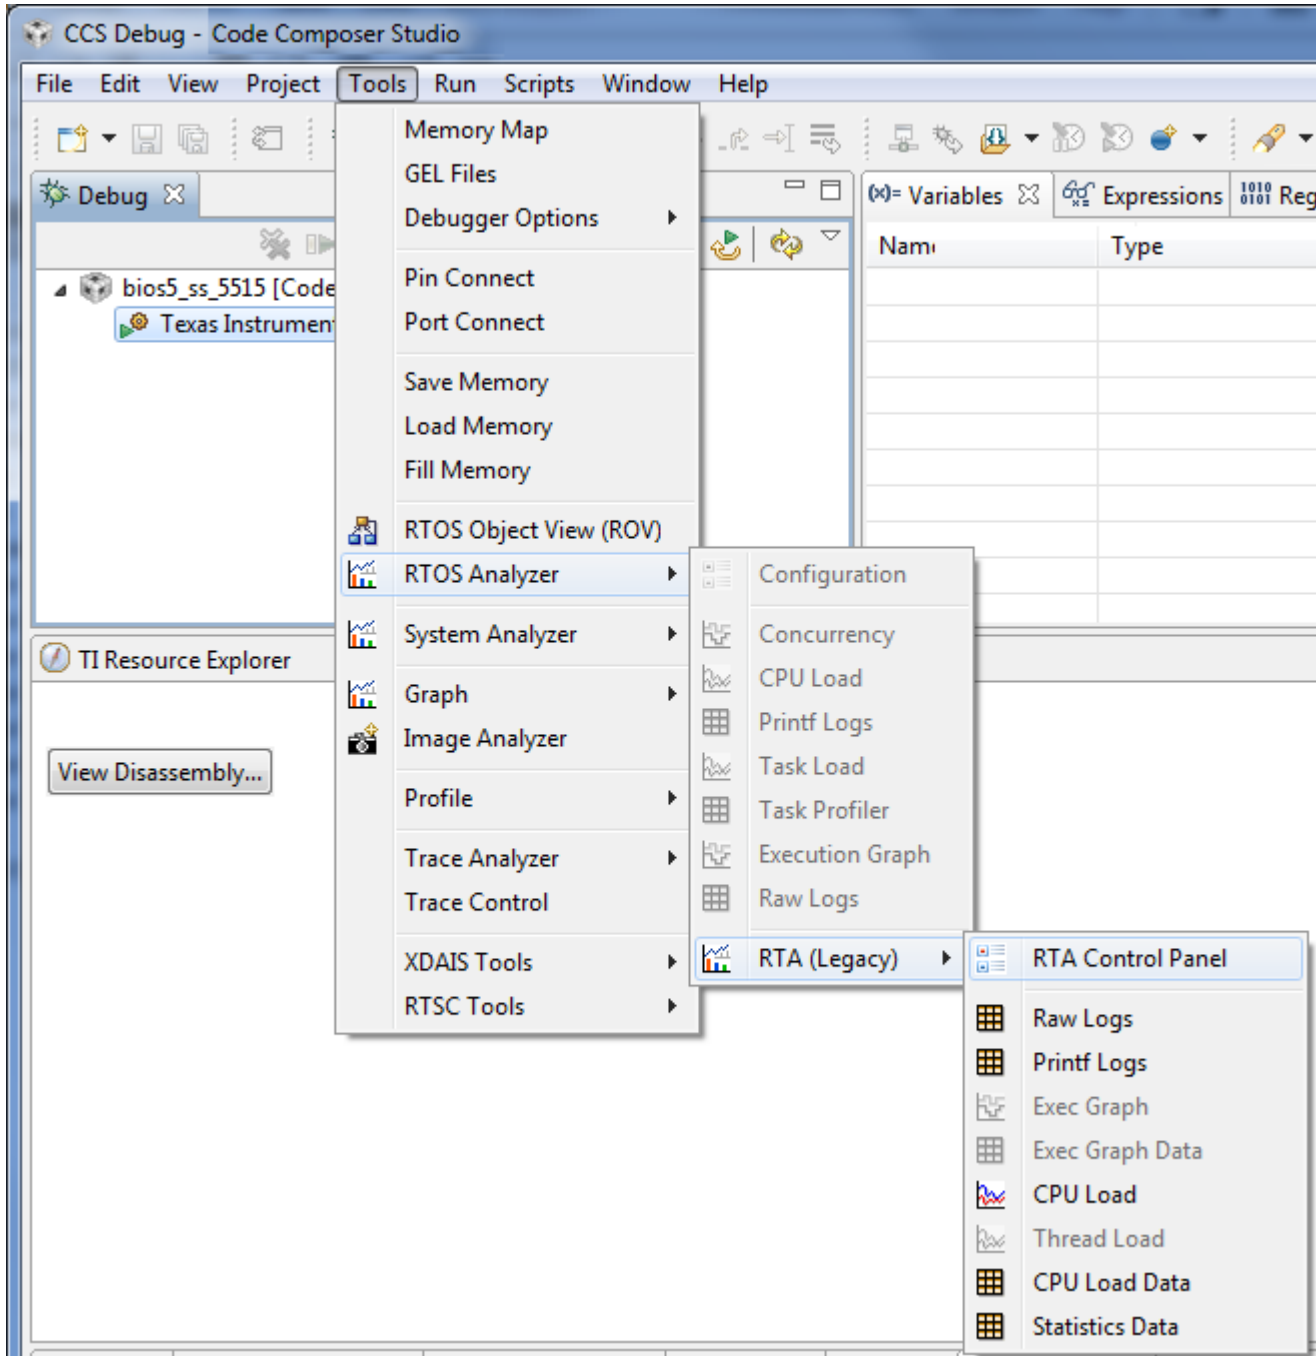 CCS Debug - Code Composer Studio
File Edit View Project Tools Run Scripts Window Help
Debug
(x)= Variables
Expressions
1010
0101
Reg
Name
Type
bios5_ss_5515 [Code
Texas Instrumen
Memory Map
GEL Files
Debugger Options
Pin Connect
Port Connect
Save Memory
Load Memory
Fill Memory
RTOS Object View (ROV)
RTOS Analyzer
System Analyzer
Graph
Image Analyzer
Profile
Trace Analyzer
Trace Control
XDAIS Tools
RTSC Tools
Configuration
Concurrency
CPU Load
Printf Logs
Task Load
Task Profiler
Execution Graph
Raw Logs
RTA (Legacy)
RTA Control Panel
Raw Logs
Printf Logs
Exec Graph
Exec Graph Data
CPU Load
Thread Load
CPU Load Data
Statistics Data
TI Resource Explorer
View Disassembly...